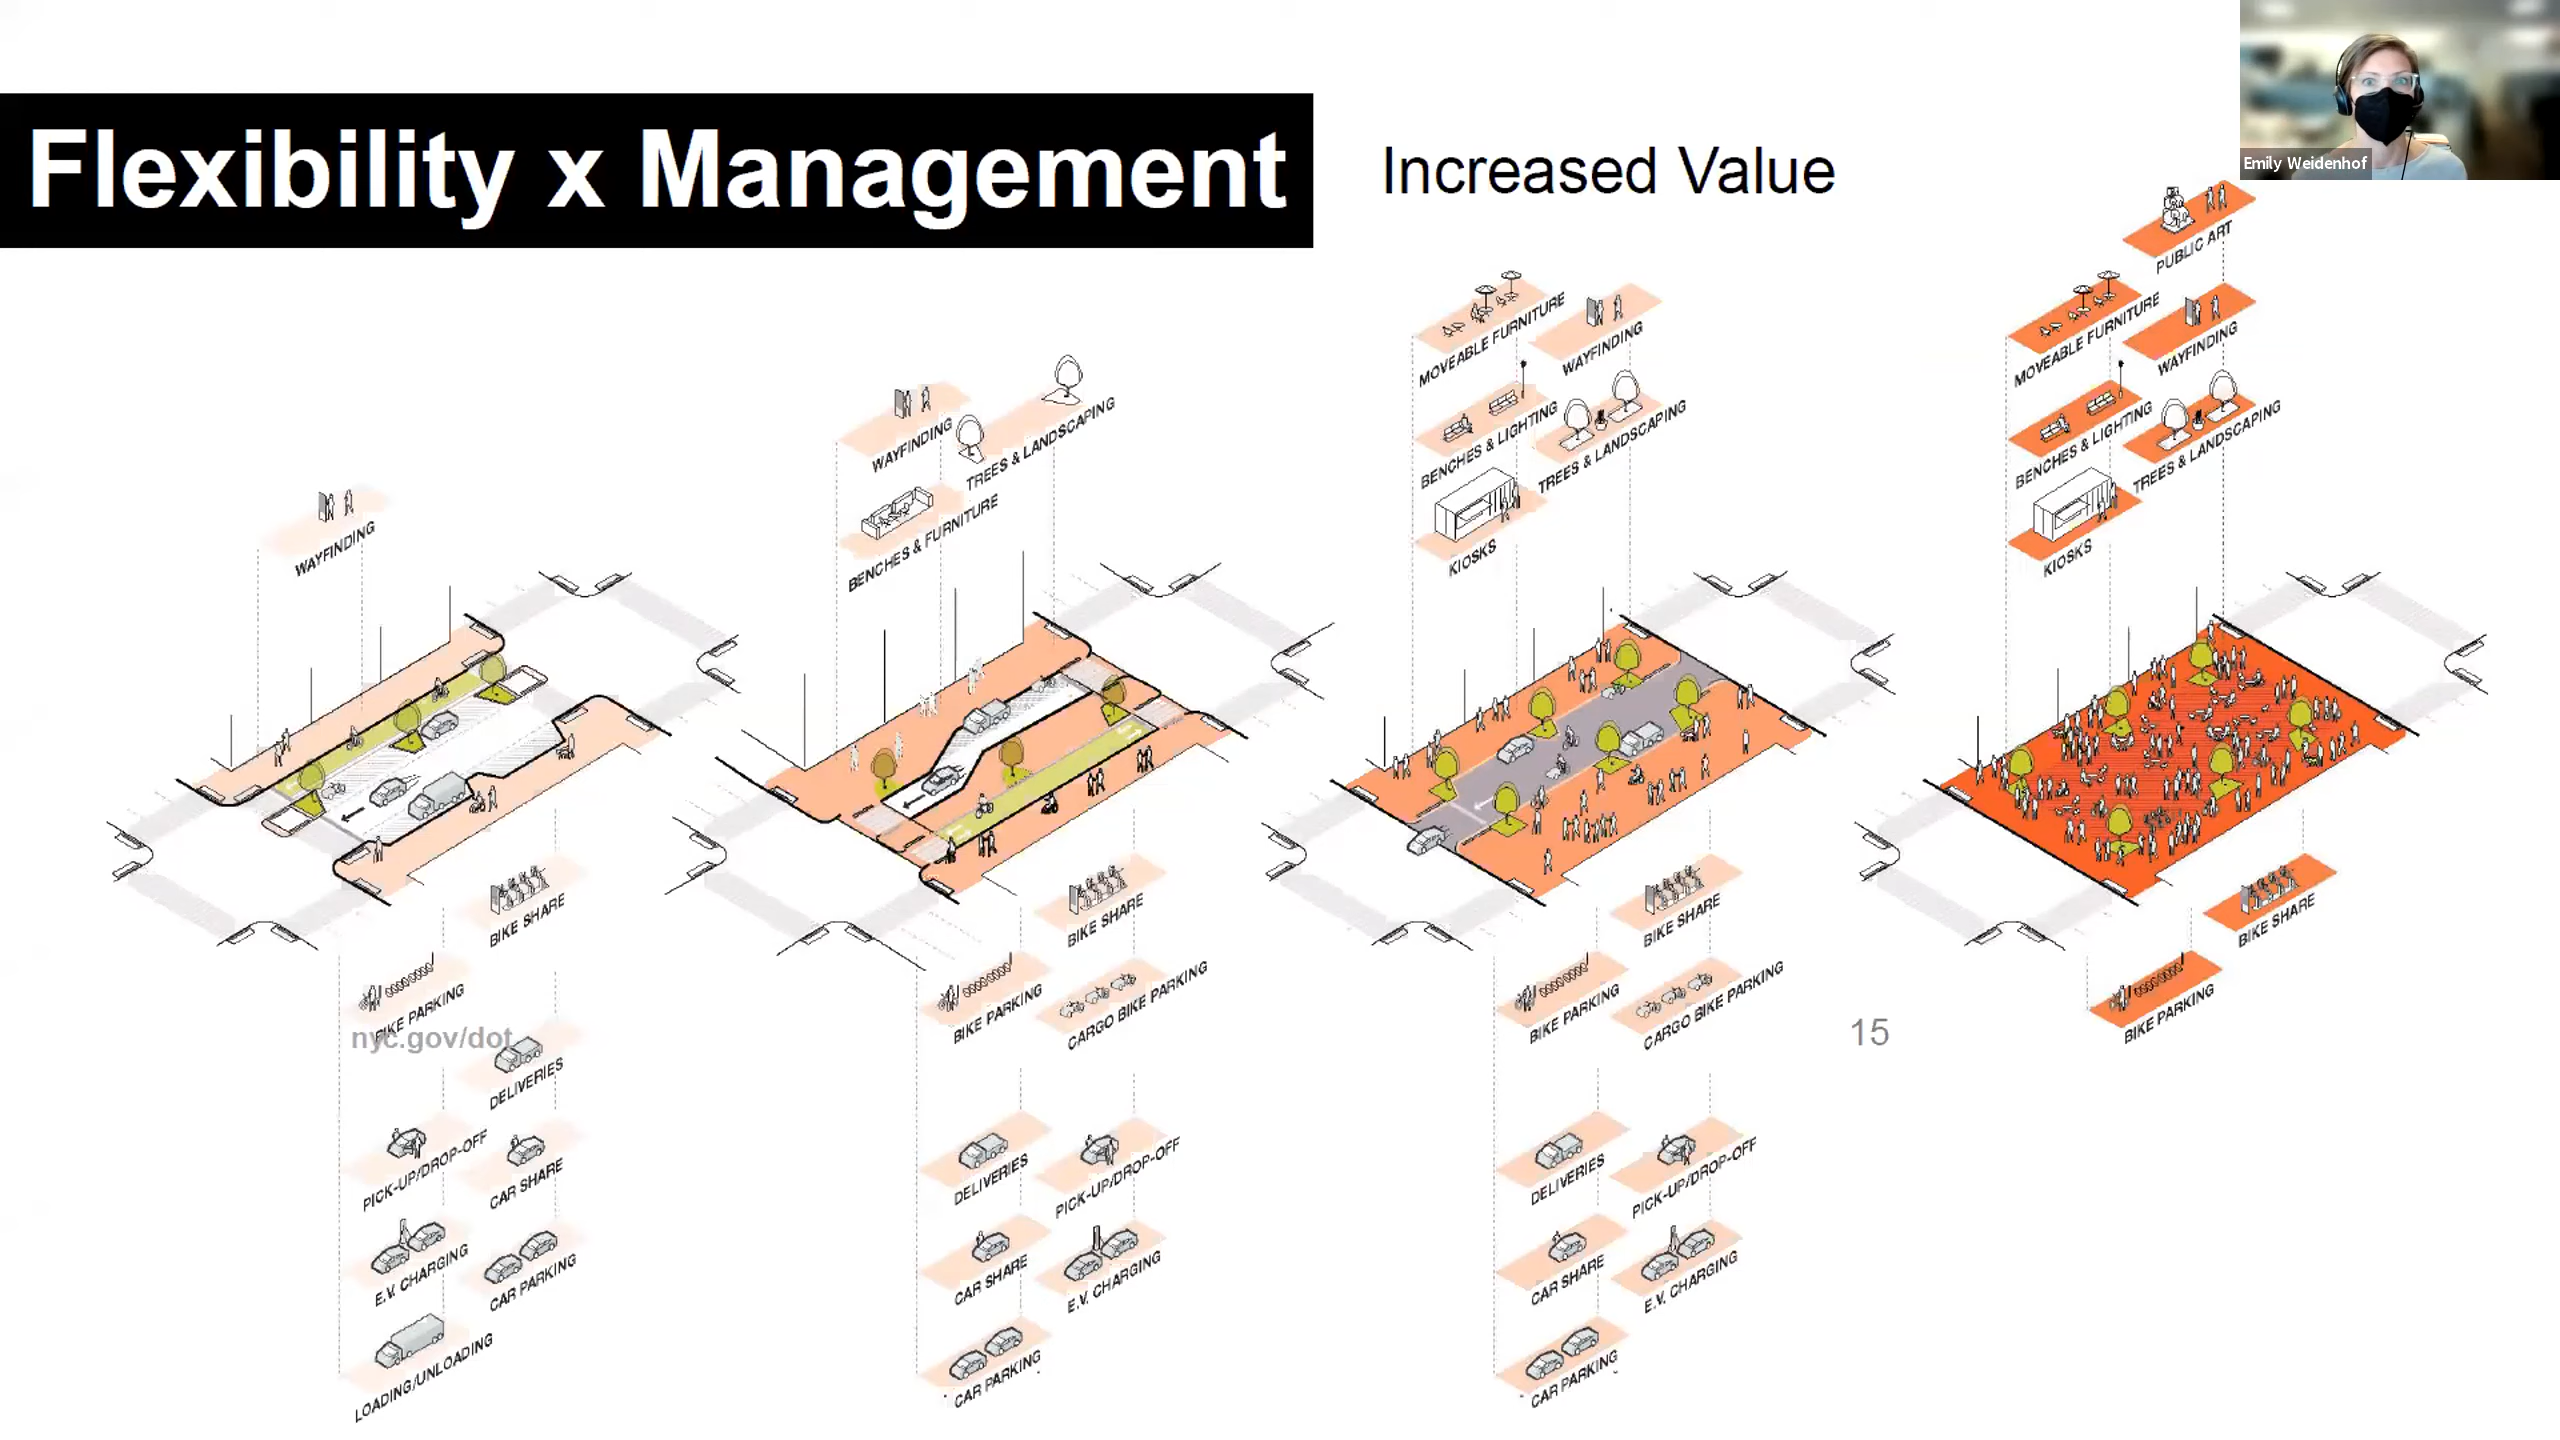 Flexibility x Management
Increased Value
Emily Weidenhof
WAYFINDING
BIKE SHARE
BIKE PARKING
nyc.gov/dot
DELIVERIES
PICK-UP/DROP-OFF
CAR SHARE
E.V. CHARGING
CAR PARKING
LOADING/UNLOADING
WAYFINDING
TREES & LANDSCAPING
BENCHES & FURNITURE
BIKE SHARE
BIKE PARKING
CARGO BIKE PARKING
DELIVERIES
PICK-UP/DROP-OFF
CAR SHARE
E.V. CHARGING
CAR PARKING
MOVEABLE FURNITURE
WAYFINDING
BENCHES & LIGHTING
TREES & LANDSCAPING
KIOSKS
BIKE SHARE
BIKE PARKING
CARGO BIKE PARKING
DELIVERIES
PICK-UP/DROP-OFF
CAR SHARE
E.V. CHARGING
CAR PARKING
PUBLIC ART
MOVEABLE FURNITURE
WAYFINDING
BENCHES & LIGHTING
TREES & LANDSCAPING
KIOSKS
BIKE SHARE
BIKE PARKING
15